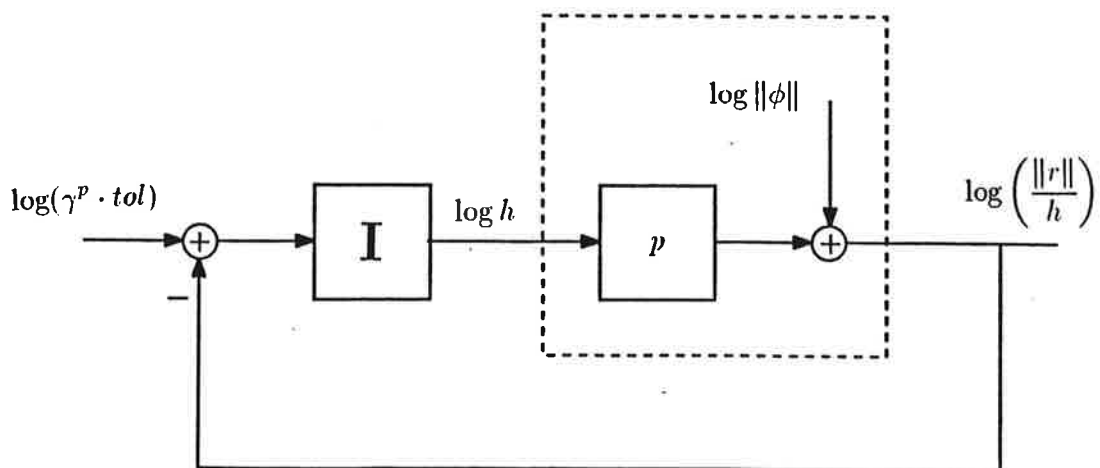 log ‖φ‖
log(γ^p · tol)
+
−
I
log h
p
+
log (‖r‖ / h)